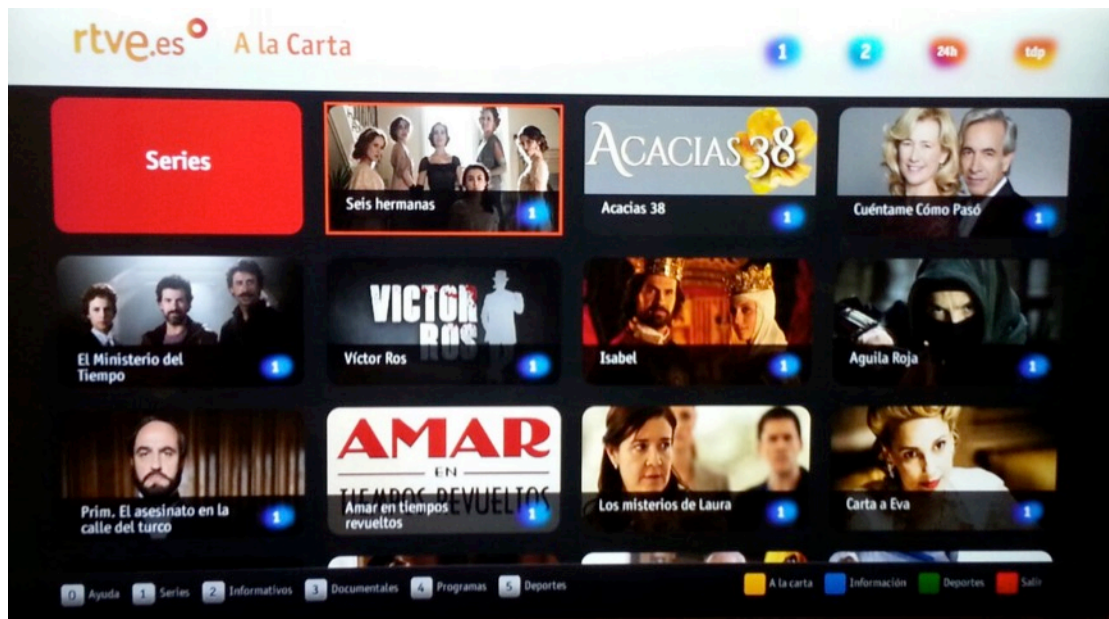 rtve.es A la Carta
1 2 24h tdp
Series
Seis hermanas
1
ACACIAS 38
Acacias 38
1
Cuéntame Cómo Pasó
1
El Ministerio del
Tiempo
1
VICTOR
ROS
Víctor Ros
1
Isabel
1
Aguila Roja
1
Prim. El asesinato en la
calle del turco
1
AMAR
EN
TIEMPOS REVUELTOS
Amar en tiempos
revueltos
1
Los misterios de Laura
1
Carta a Eva
1
0 Ayuda 1 Series 2 Informativos 3 Documentales 4 Programas 5 Deportes
A la carta Información Deportes Salir